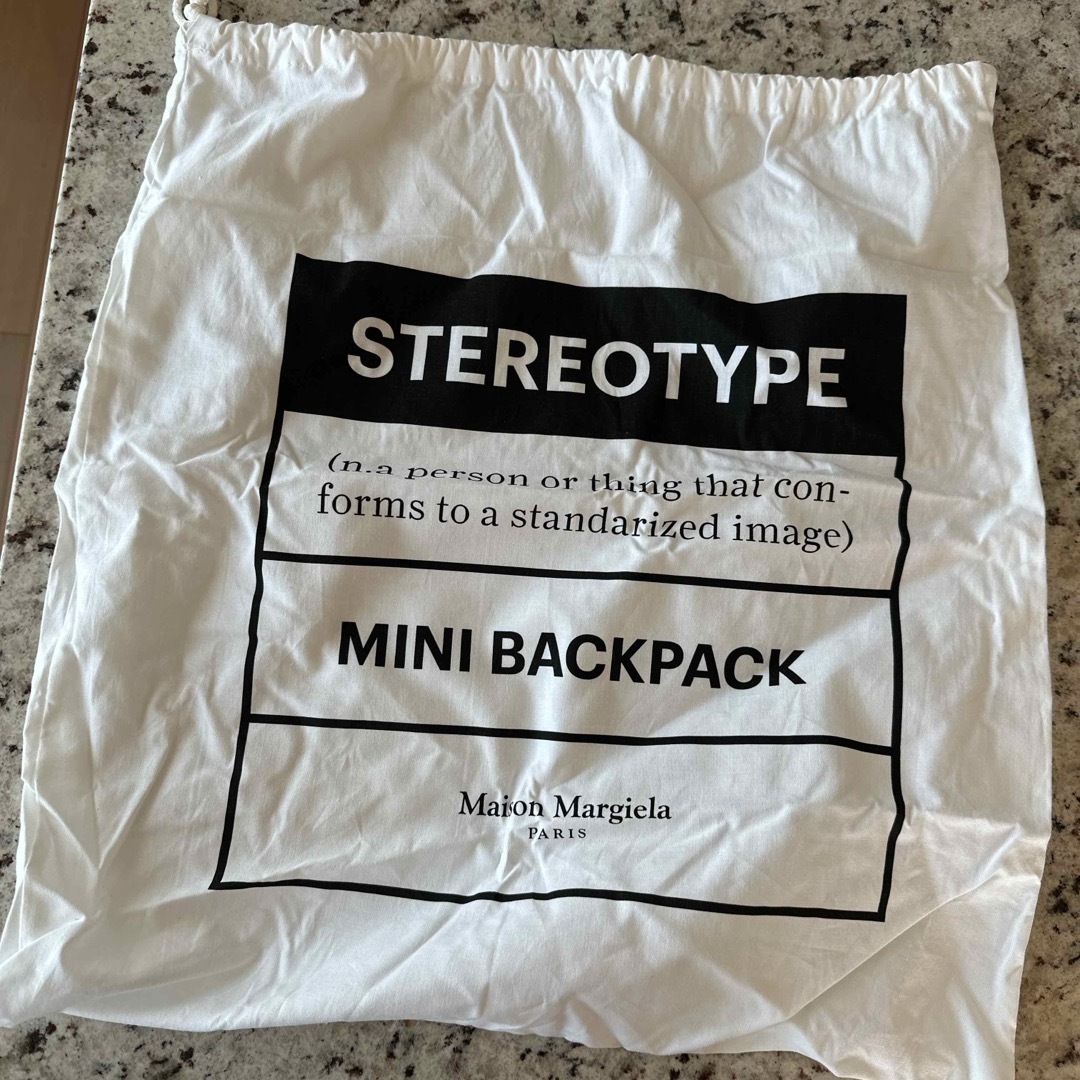 STEREOTYPE
(n.a person or thing that con-
forms to a standarized image)
MINI BACKPACK
Maison Margiela
PARIS